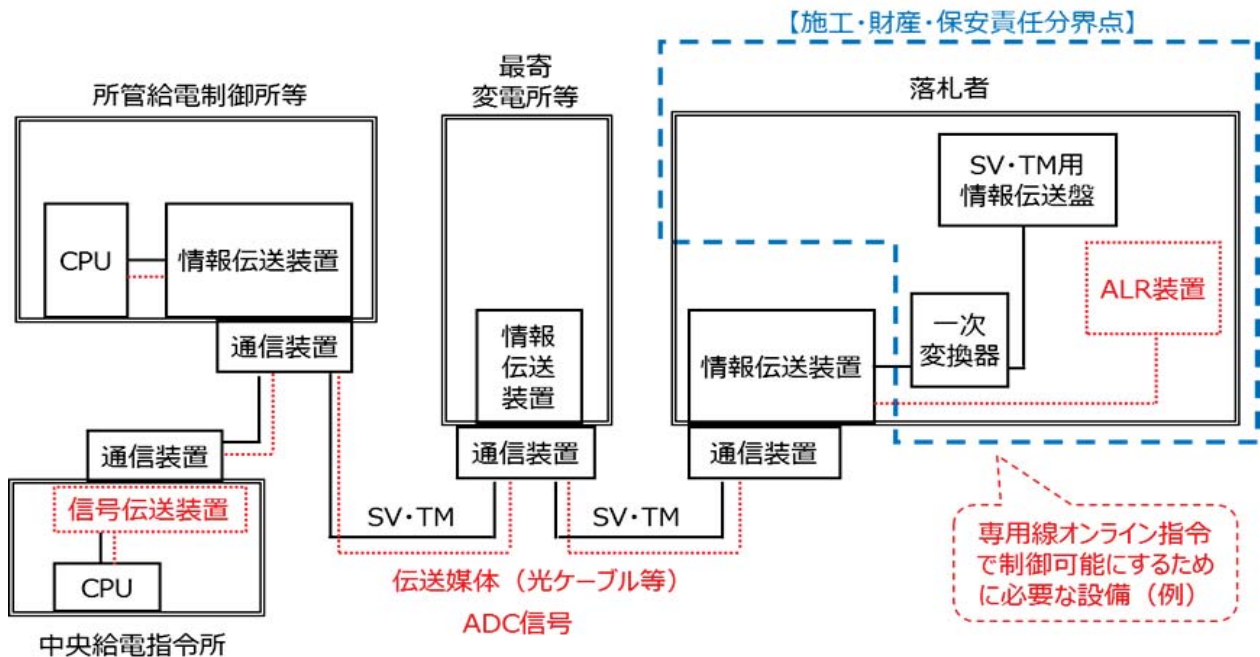 【施工・財産・保安責任分界点】
所管給電制御所等
最寄
変電所等
落札者
CPU
情報伝送装置
通信装置
通信装置
信号伝送装置
CPU
中央給電指令所
情報
伝送
装置
通信装置
SV・TM
SV・TM
伝送媒体（光ケーブル等）
ADC信号
SV・TM用
情報伝送盤
ALR装置
一次
変換器
情報伝送装置
通信装置
専用線オンライン指令
で制御可能にするため
に必要な設備（例）